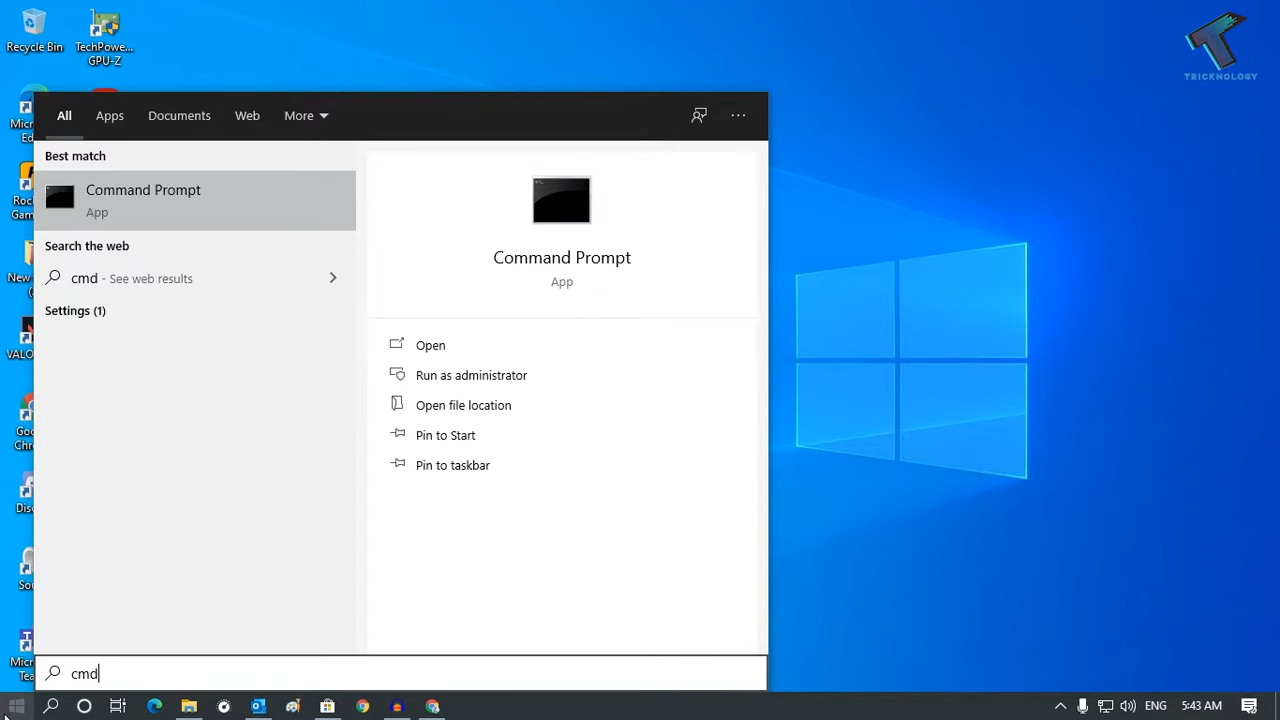 Recycle Bin
TechPowe...
GPU-Z
TRICKNOLOGY
All Apps Documents Web More
Best match
Command Prompt
App
Search the web
cmd - See web results
Settings (1)
Command Prompt
App
Open
Run as administrator
Open file location
Pin to Start
Pin to taskbar
cmd
ENG 5:43 AM